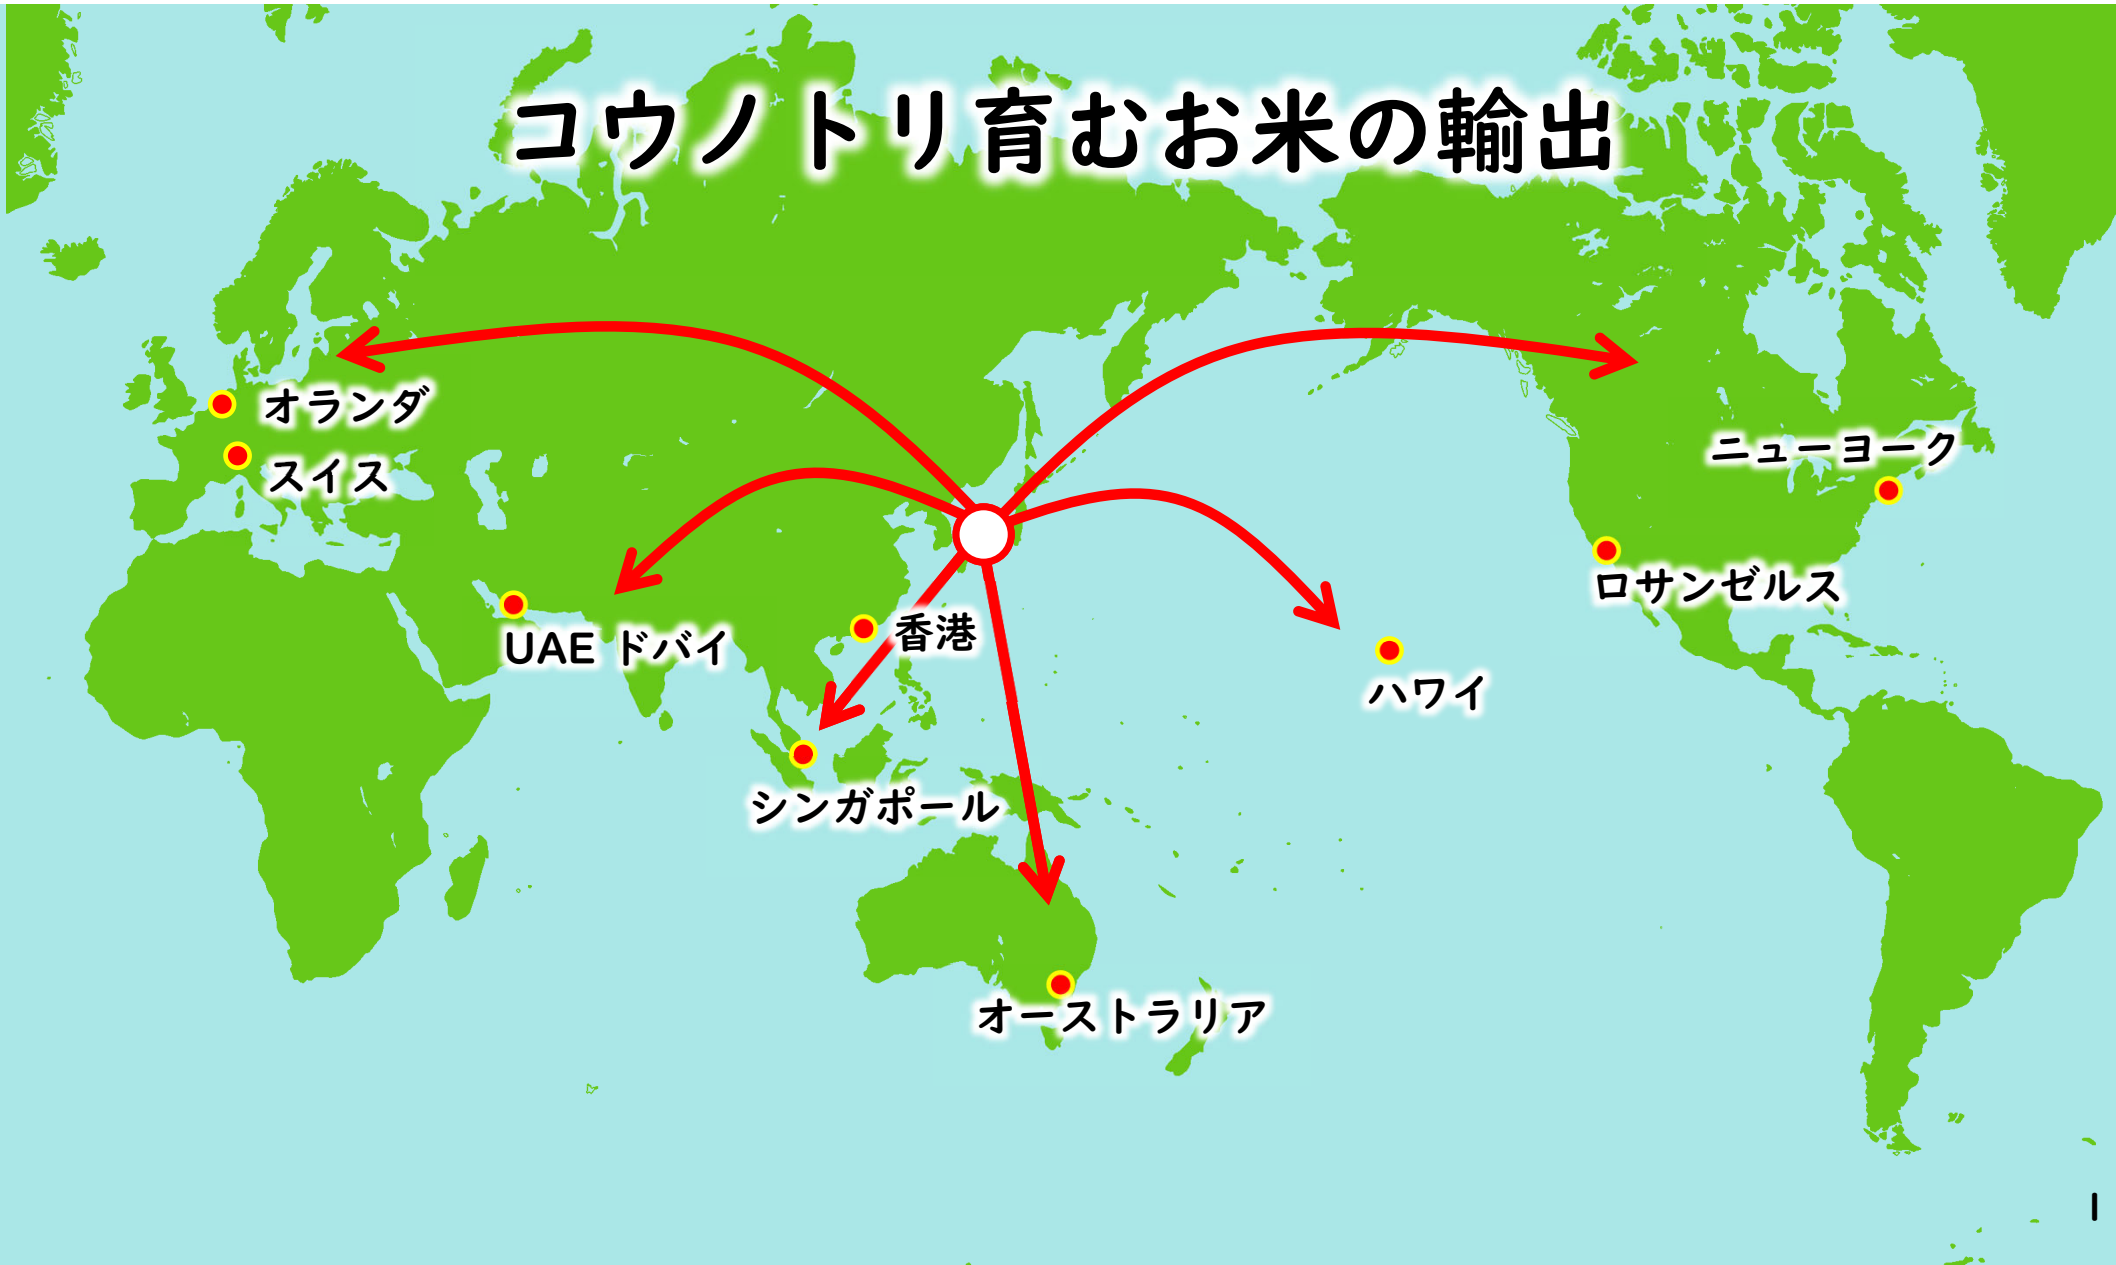 コウノトリ育むお米の輸出
オランダ
ニューヨーク
スイス
ロサンゼルス
香港
UAE ドバイ
ハワイ
シンガポール
オーストラリア
1